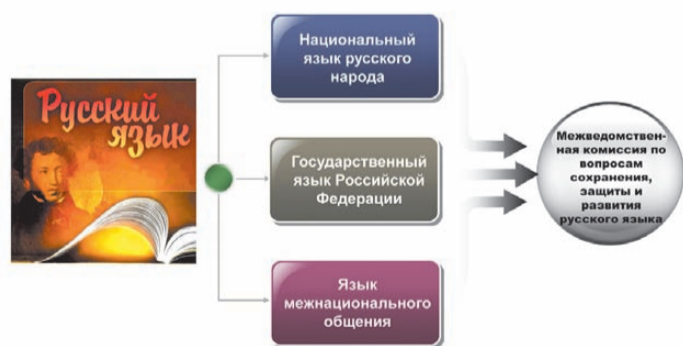 Русский
язык
Национальный
язык русского
народа
Государственный
язык Российской
Федерации
Язык
межнационального
общения
Межведомствен-
ная комиссия по
вопросам
сохранения,
защиты и
развития
русского языка